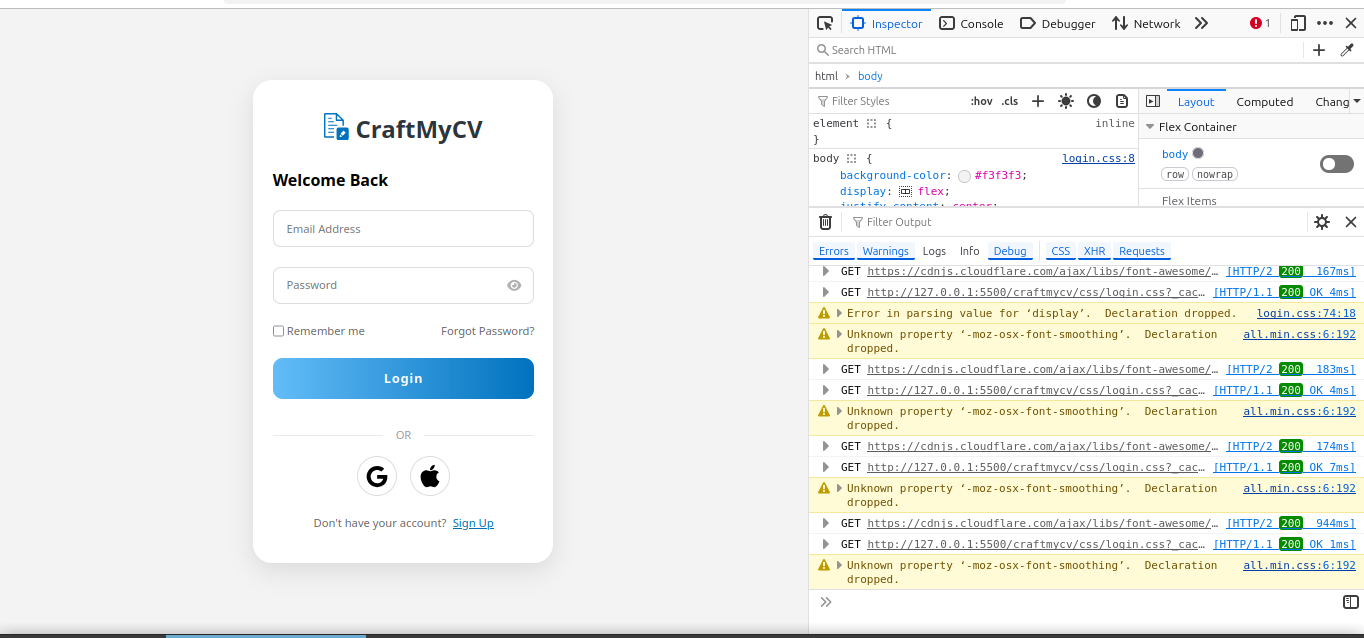 CraftMyCV
Welcome Back
Email Address
Password
Remember me Forgot Password?
Login
OR
Don't have your account? Sign Up
Inspector Console Debugger Network 1
Search HTML
html › body
Filter Styles :hov .cls Layout Computed Chang
element { inline
}
body { login.css:8
background-color: #f3f3f3;
display: flex;
justify-content: center;
Flex Container
body
row nowrap
Flex Items
Filter Output
Errors Warnings Logs Info Debug CSS XHR Requests
GET https://cdnjs.cloudflare.com/ajax/libs/font-awesome/… [HTTP/2 200 167ms]
GET http://127.0.0.1:5500/craftmycv/css/login.css?_cac… [HTTP/1.1 200 OK 4ms]
Error in parsing value for ‘display’. Declaration dropped. login.css:74:18
Unknown property ‘-moz-osx-font-smoothing’. Declaration all.min.css:6:192
dropped.
GET https://cdnjs.cloudflare.com/ajax/libs/font-awesome/… [HTTP/2 200 183ms]
GET http://127.0.0.1:5500/craftmycv/css/login.css?_cac… [HTTP/1.1 200 OK 4ms]
Unknown property ‘-moz-osx-font-smoothing’. Declaration all.min.css:6:192
dropped.
GET https://cdnjs.cloudflare.com/ajax/libs/font-awesome/… [HTTP/2 200 174ms]
GET http://127.0.0.1:5500/craftmycv/css/login.css?_cac… [HTTP/1.1 200 OK 7ms]
Unknown property ‘-moz-osx-font-smoothing’. Declaration all.min.css:6:192
dropped.
GET https://cdnjs.cloudflare.com/ajax/libs/font-awesome/… [HTTP/2 200 944ms]
GET http://127.0.0.1:5500/craftmycv/css/login.css?_cac… [HTTP/1.1 200 OK 1ms]
Unknown property ‘-moz-osx-font-smoothing’. Declaration all.min.css:6:192
dropped.